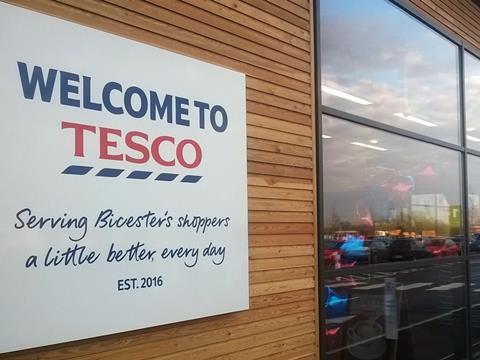 WELCOME TO
TESCO
Serving Bicester's shoppers
a little better every day
EST. 2016